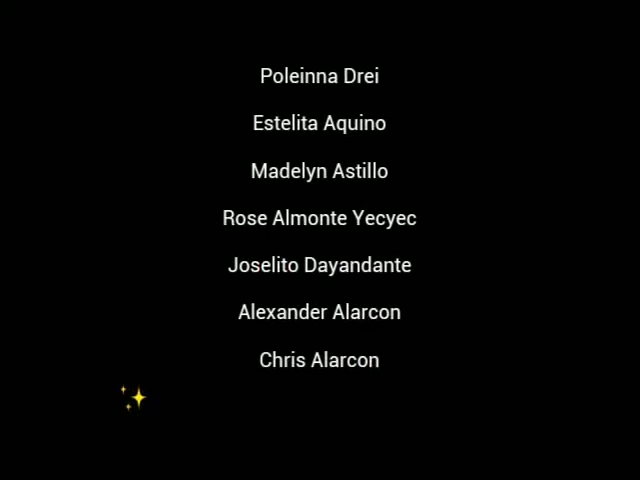 Poleinna Drei
Estelita Aquino
Madelyn Astillo
Rose Almonte Yecyec
Joselito Dayandante
Alexander Alarcon
Chris Alarcon